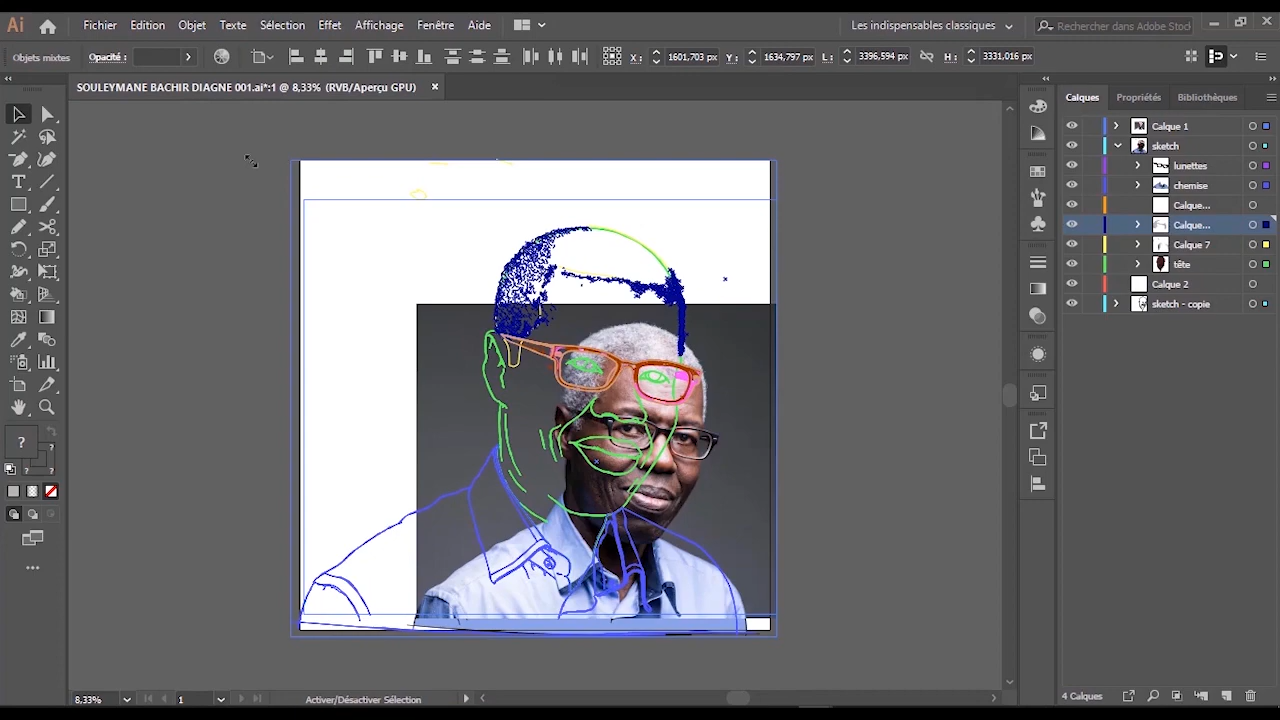 Ai Fichier Edition Objet Texte Sélection Effet Affichage Fenêtre Aide Les indispensables classiques Rechercher dans Adobe Stock
Objets mixtes Opacité : X: 1601,703 px Y: 1634,797 px L: 3396,594 px H: 3331,016 px
SOULEYMANE BACHIR DIAGNE 001.ai*:1 @ 8,33% (RVB/Aperçu GPU) ×
Calques Propriétés Bibliothèques
Calque 1
sketch
lunettes
chemise
Calque...
Calque...
Calque 7
tête
Calque 2
sketch - copie
?
? ? ?
8,33% 1 Activer/Désactiver Sélection 4 Calques